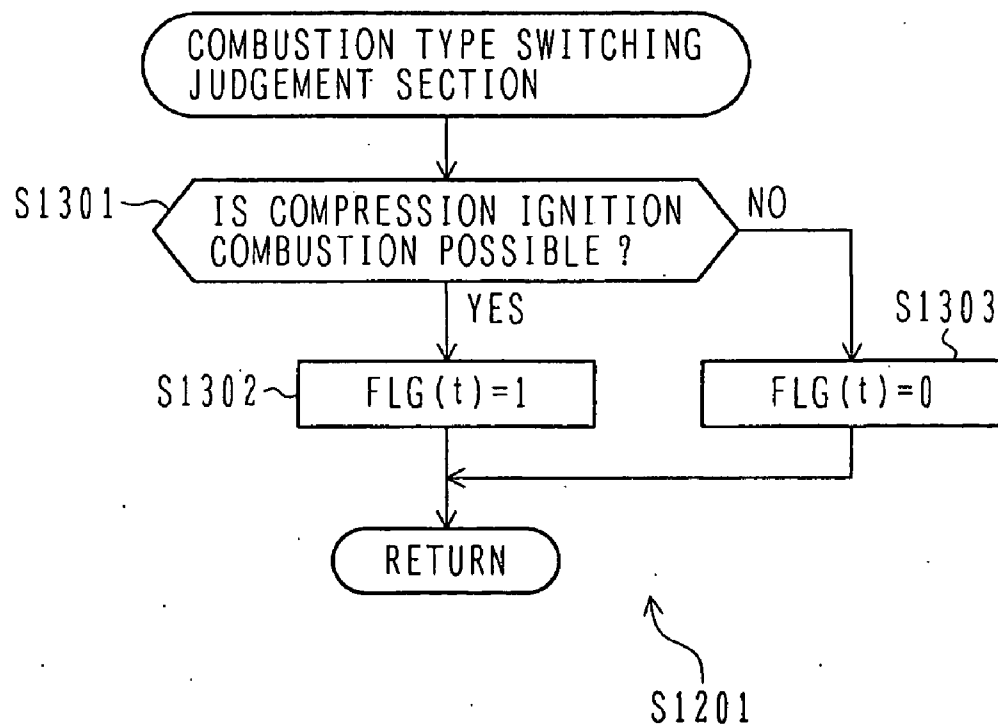 COMBUSTION TYPE SWITCHING
JUDGEMENT SECTION
S1301
IS COMPRESSION IGNITION
COMBUSTION POSSIBLE ?
NO
YES
S1303
S1302
FLG(t)=1
FLG(t)=0
RETURN
S1201